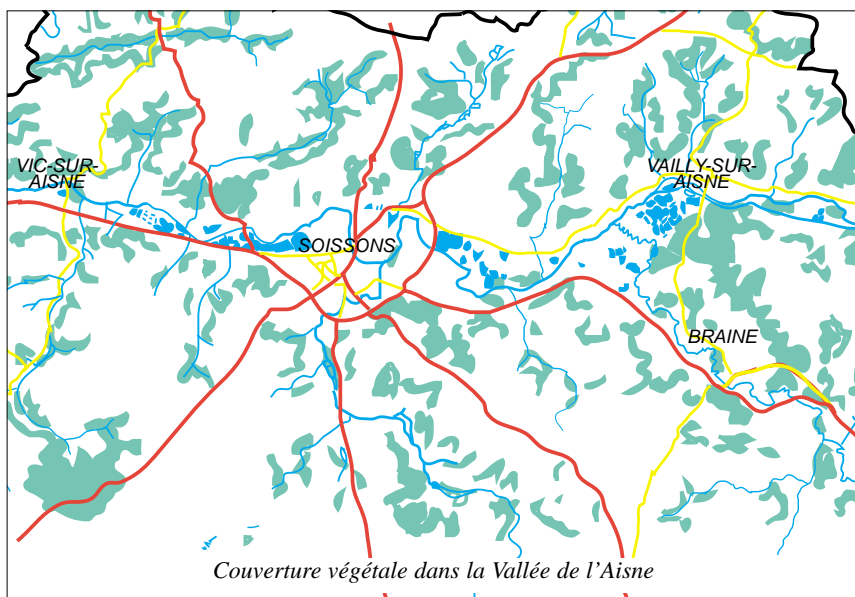 VIC-SUR-
AISNE
VAILLY-SUR-
AISNE
SOISSONS
BRAINE
Couverture végétale dans la Vallée de l'Aisne